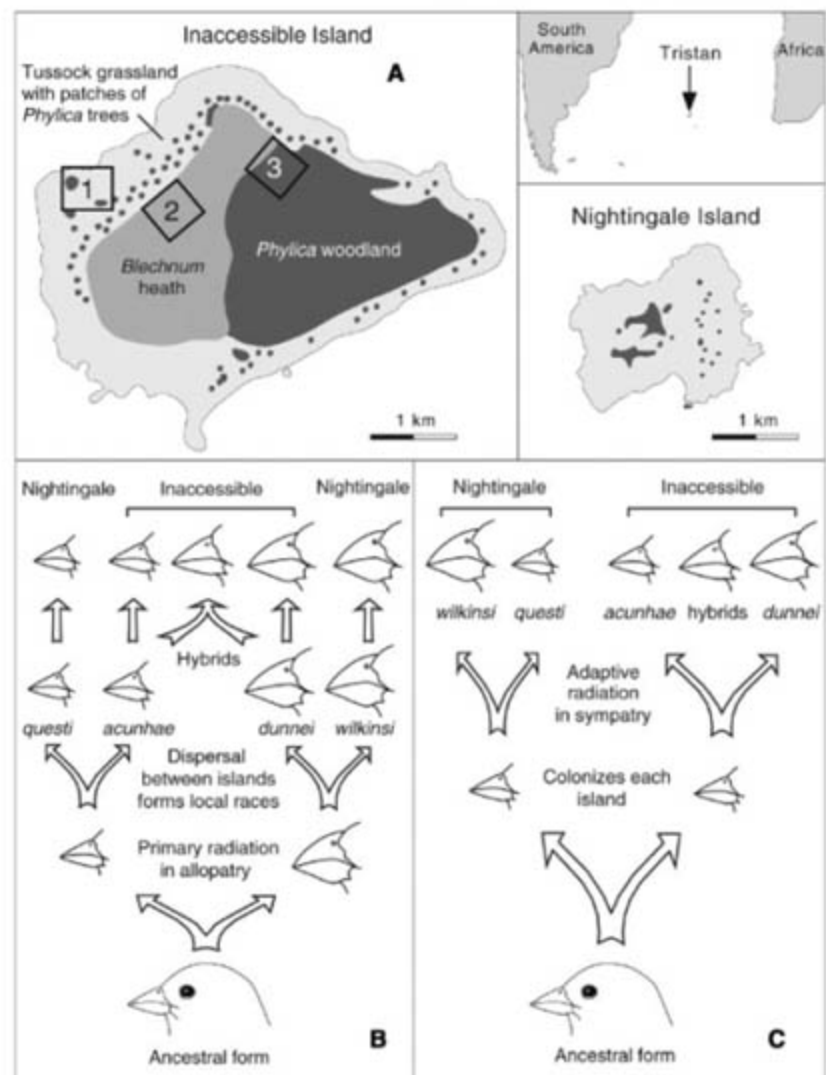 Inaccessible Island
A
Tussock grassland
with patches of
Phylica trees
1
2
3
Blechnum
heath
Phylica woodland
1 km
South
America
Tristan
Africa
Nightingale Island
1 km
Nightingale
Inaccessible
Nightingale
Hybrids
questi
acunhae
dunnei
wilkinsi
Dispersal
between islands
forms local races
Primary radiation
in allopatry
Ancestral form
B
Nightingale
Inaccessible
wilkinsi
questi
acunhae
hybrids
dunnei
Adaptive
radiation
in sympatry
Colonizes each
island
Ancestral form
C